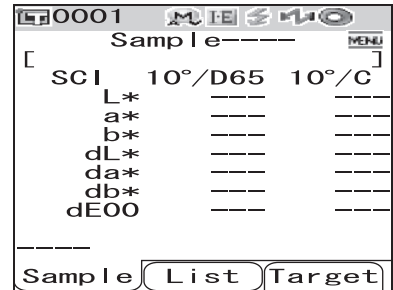 0001 M I·E
Sample----
MENU
[ ]
SCI 10°/D65 10°/C
L* --- ---
a* --- ---
b* --- ---
dL* --- ---
da* --- ---
db* --- ---
dE00 --- ---
----
Sample List Target